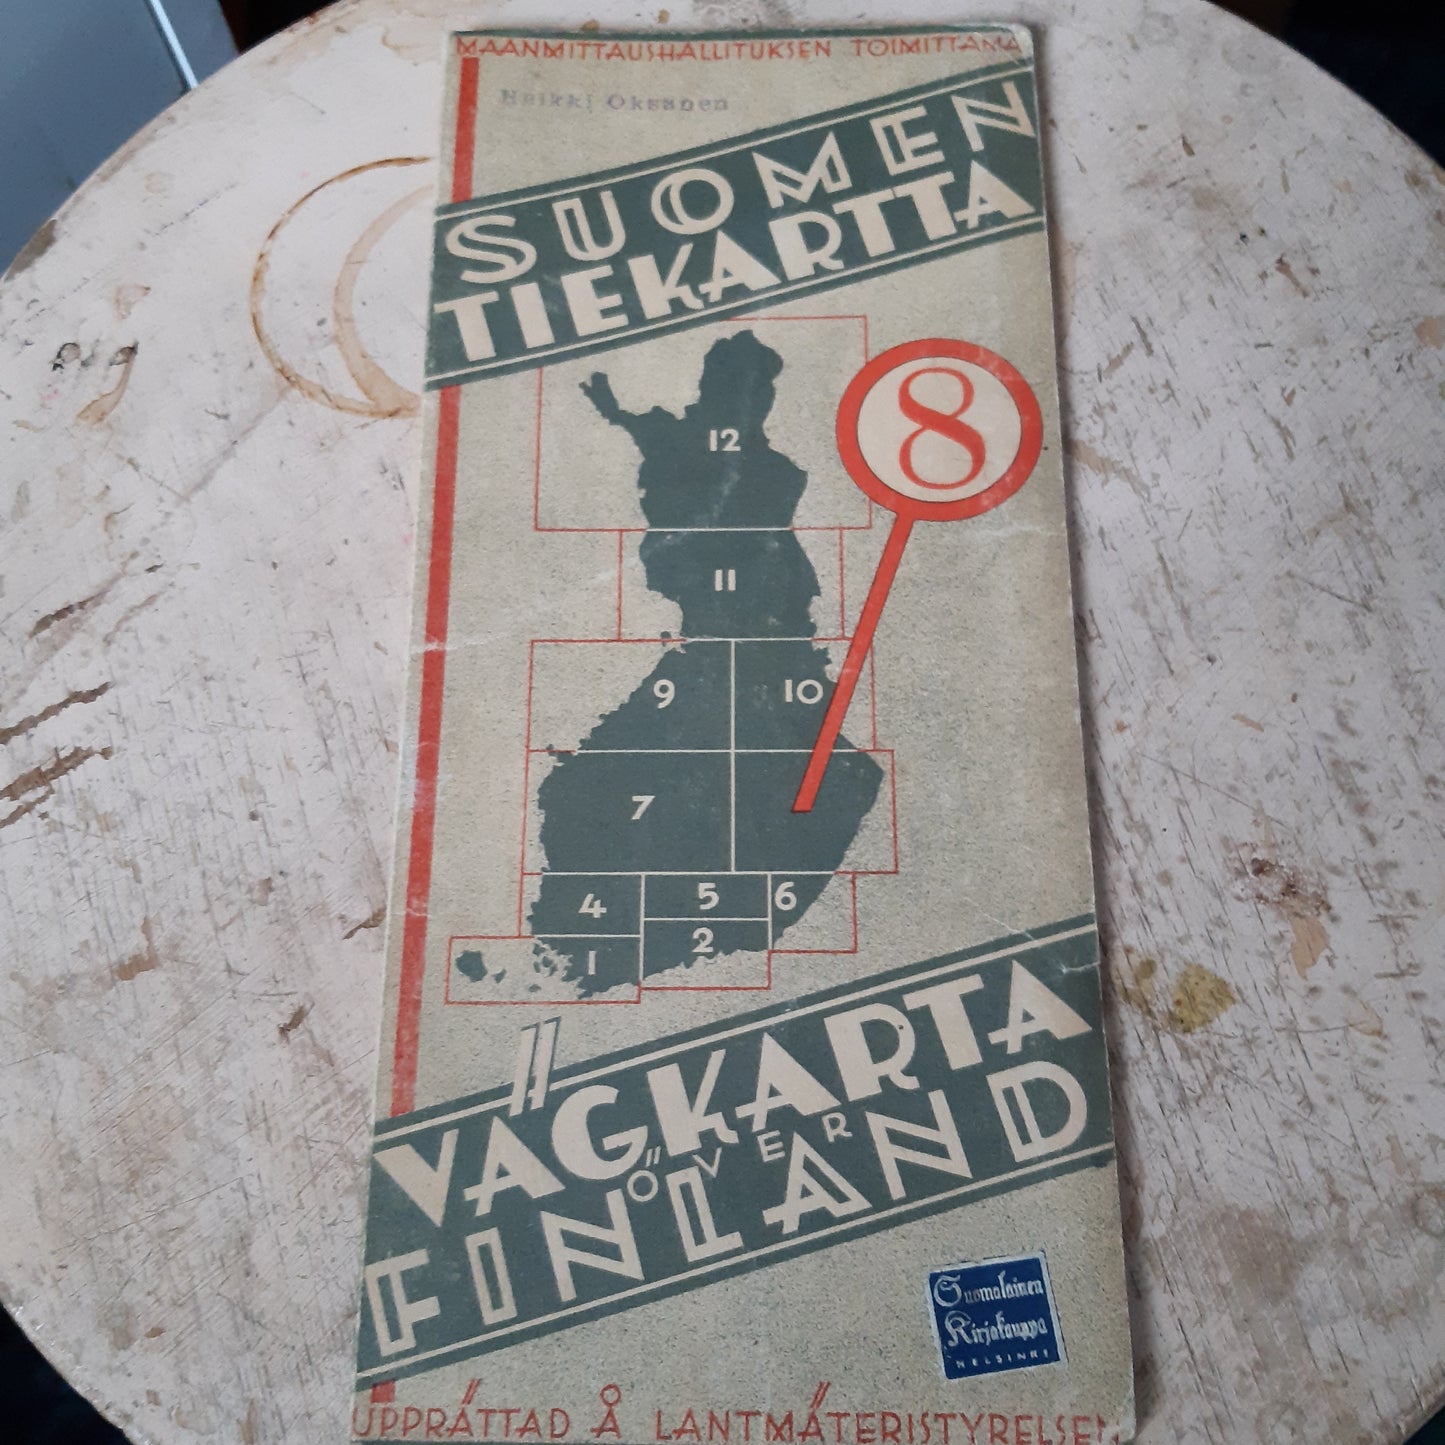 MAANMITTAUSHALLITUKSEN TOIMITTAMA
Heikki Oksanen
SUOMEN
TIEKARTTA
8
12
11
9 10
7
4 5 6
2
1
VÄGKARTA
ÖVER
FINLAND
Suomalainen
Kirjakauppa
HELSINKI
UPPRÄTTAD Å LANTMÄTERISTYRELSEN